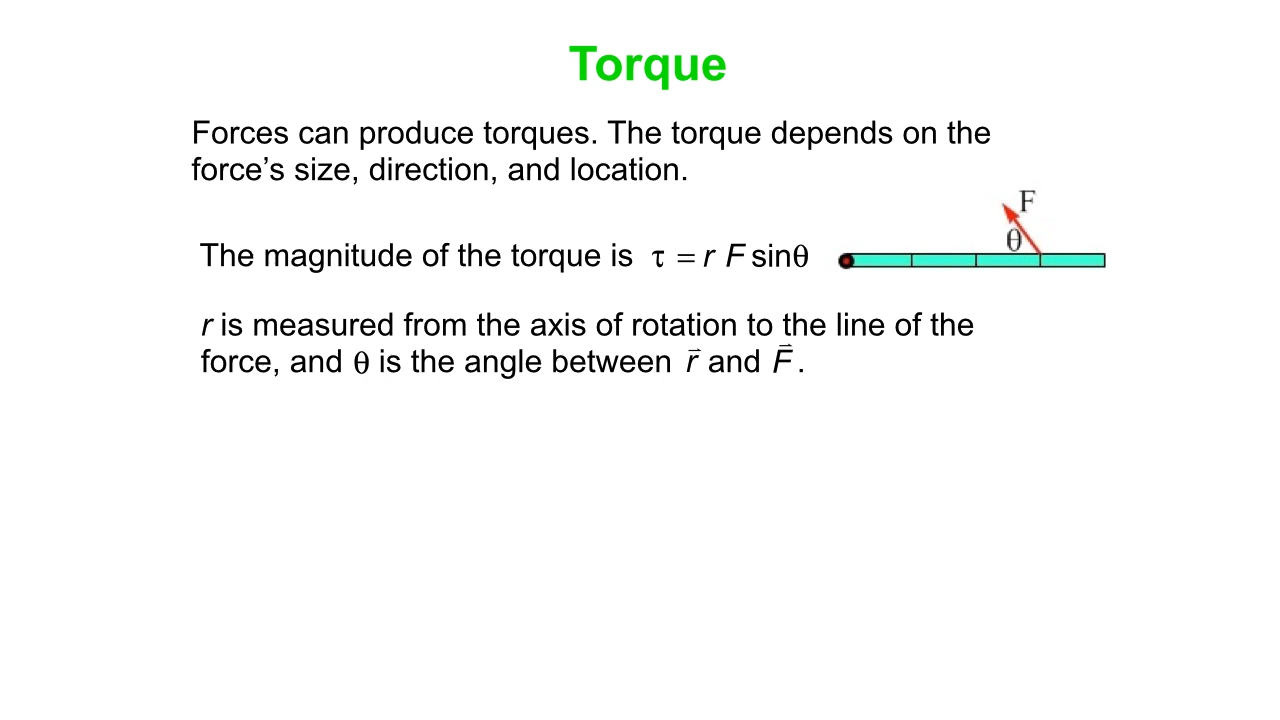 Torque
Forces can produce torques. The torque depends on the
force’s size, direction, and location.
F
θ
The magnitude of the torque is τ = r F sinθ
r is measured from the axis of rotation to the line of the
force, and θ is the angle between r⃗ and F⃗.